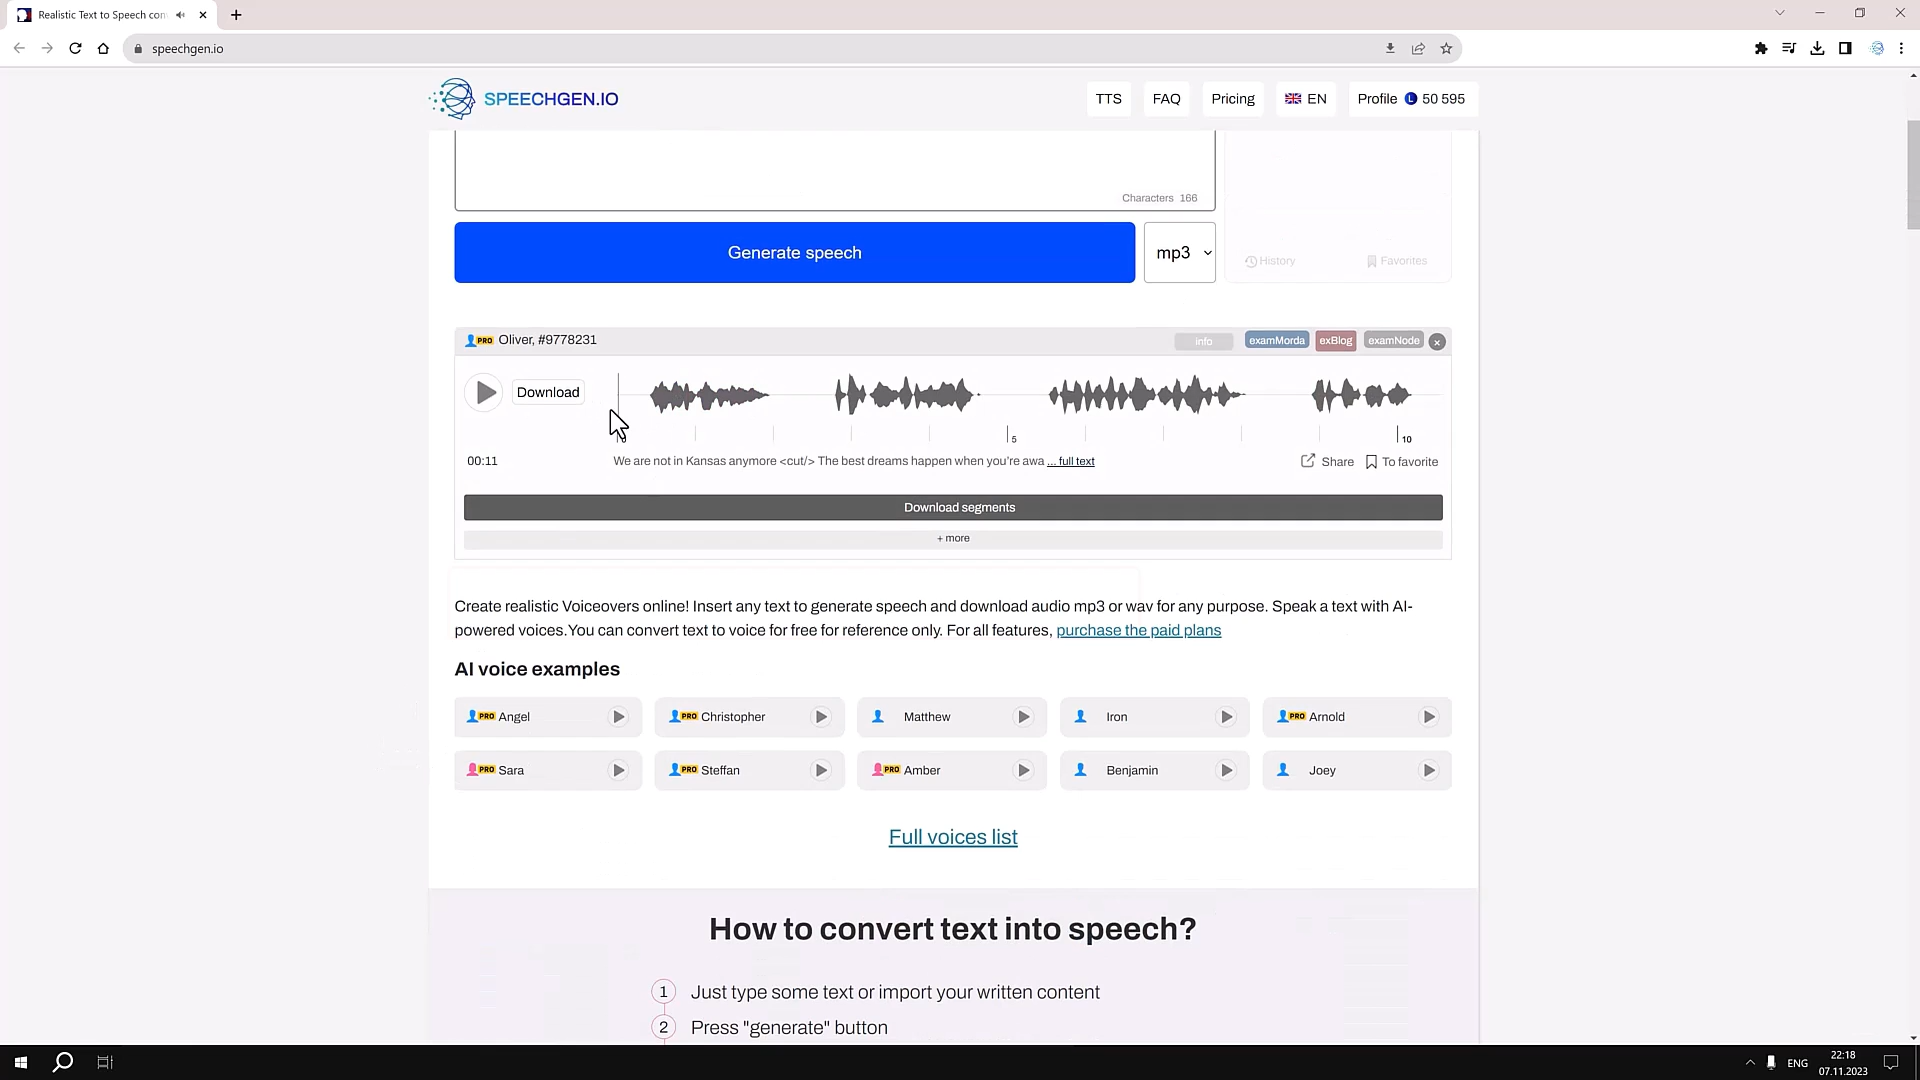 Realistic Text to Speech con
speechgen.io
SPEECHGEN.IO
TTS
FAQ
Pricing
EN
Profile L 50 595
Characters 166
Generate speech
mp3
History
Favorites
PRO Oliver, #9778231
info
examMorda
exBlog
examNode
Download
5
10
00:11
We are not in Kansas anymore <cut/> The best dreams happen when you're awa ... full text
Share
To favorite
Download segments
+ more
Create realistic Voiceovers online! Insert any text to generate speech and download audio mp3 or wav for any purpose. Speak a text with AI-
powered voices.You can convert text to voice for free for reference only. For all features, purchase the paid plans
AI voice examples
PRO Angel
PRO Christopher
Matthew
Iron
PRO Arnold
PRO Sara
PRO Steffan
PRO Amber
Benjamin
Joey
Full voices list
How to convert text into speech?
1 Just type some text or import your written content
2 Press "generate" button
ENG
22:18
07.11.2023